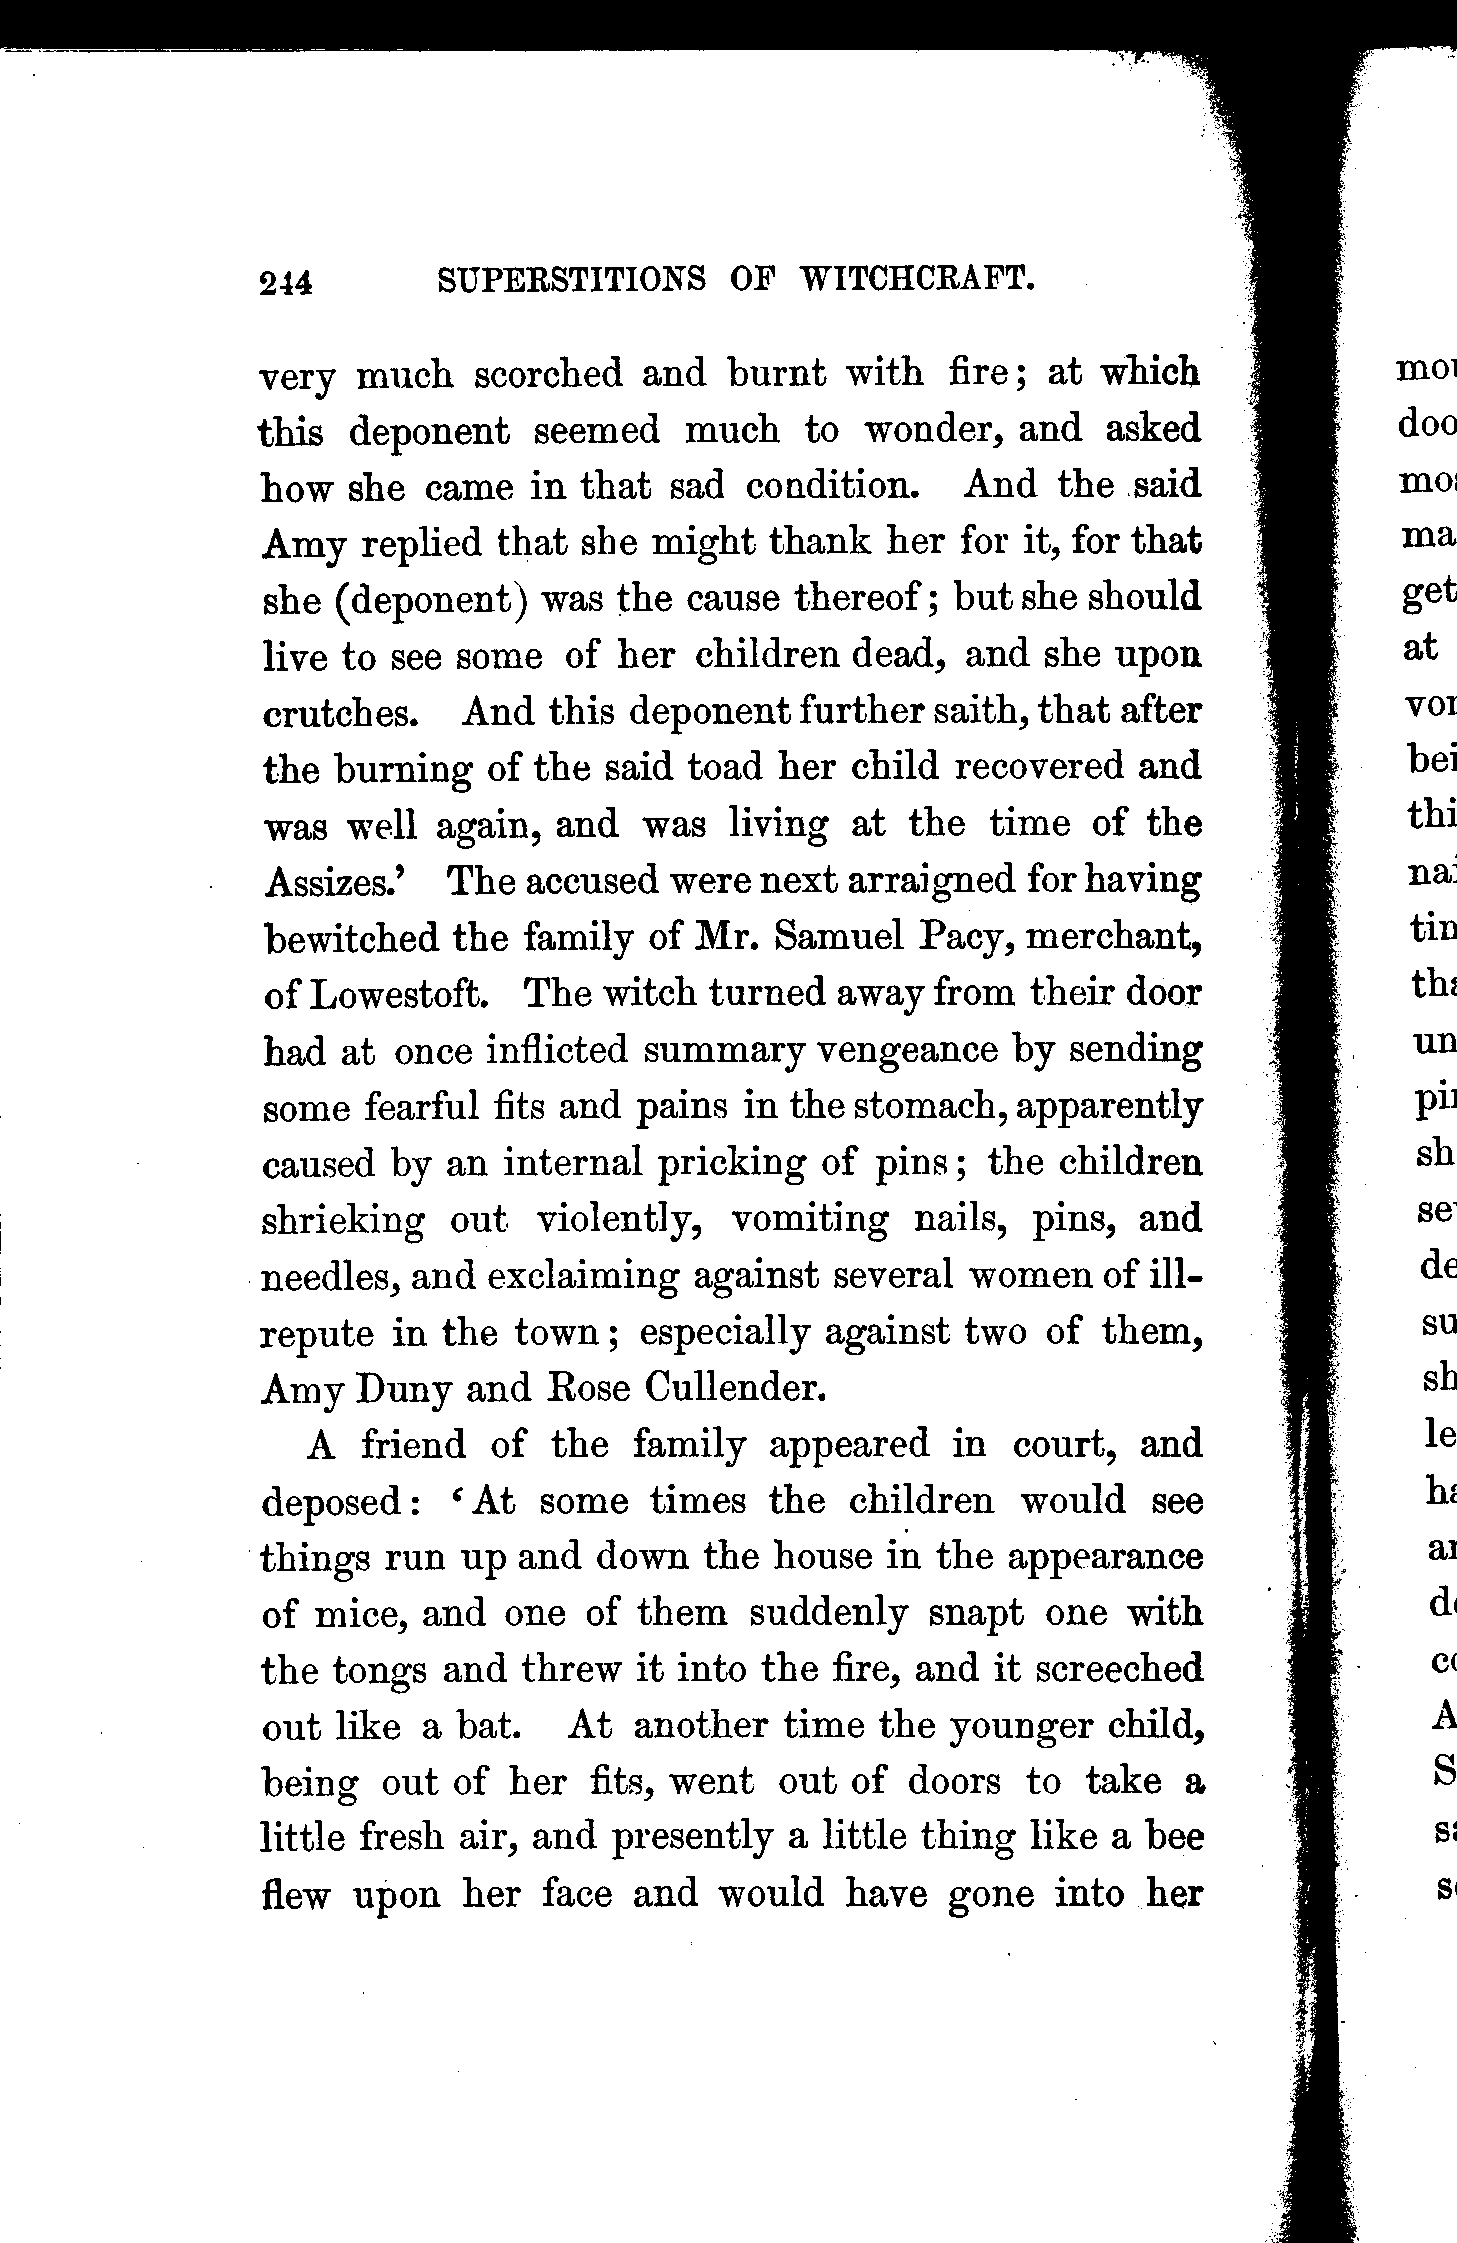 244 SUPERSTITIONS OF WITCHCRAFT.
very much scorched and burnt with fire; at which
this deponent seemed much to wonder, and asked
how she came in that sad condition. And the said
Amy replied that she might thank her for it, for that
she (deponent) was the cause thereof; but she should
live to see some of her children dead, and she upon
crutches. And this deponent further saith, that after
the burning of the said toad her child recovered and
was well again, and was living at the time of the
Assizes.’ The accused were next arraigned for having
bewitched the family of Mr. Samuel Pacy, merchant,
of Lowestoft. The witch turned away from their door
had at once inflicted summary vengeance by sending
some fearful fits and pains in the stomach, apparently
caused by an internal pricking of pins; the children
shrieking out violently, vomiting nails, pins, and
needles, and exclaiming against several women of ill-
repute in the town; especially against two of them,
Amy Duny and Rose Cullender.
A friend of the family appeared in court, and
deposed: ‘At some times the children would see
things run up and down the house in the appearance
of mice, and one of them suddenly snapt one with
the tongs and threw it into the fire, and it screeched
out like a bat. At another time the younger child,
being out of her fits, went out of doors to take a
little fresh air, and presently a little thing like a bee
flew upon her face and would have gone into her